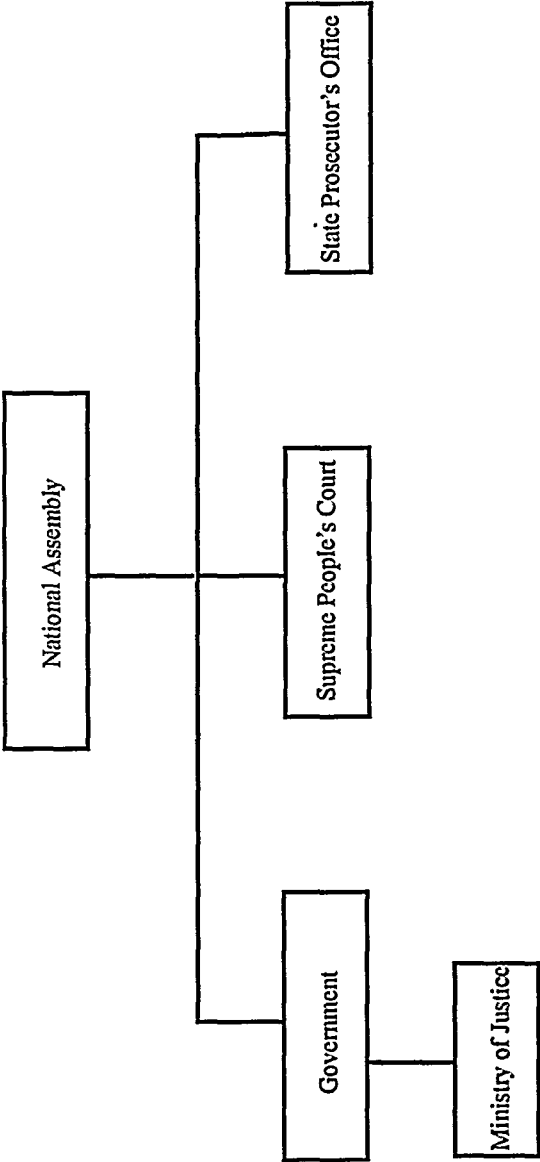 National Assembly
Government
Supreme People's Court
State Prosecutor's Office
Ministry of Justice